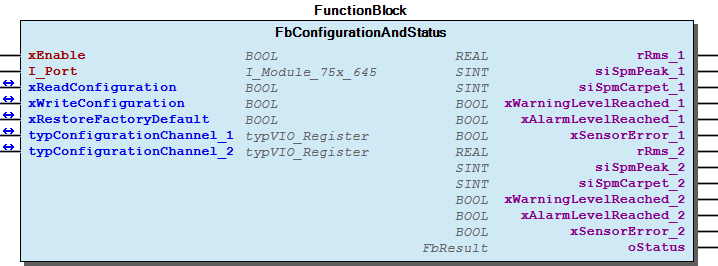 FunctionBlock
FbConfigurationAndStatus
xEnable BOOL REAL rRms_1
I_Port I_Module_75x_645 SINT siSpmPeak_1
xReadConfiguration BOOL SINT siSpmCarpet_1
xWriteConfiguration BOOL BOOL xWarningLevelReached_1
xRestoreFactoryDefault BOOL BOOL xAlarmLevelReached_1
typConfigurationChannel_1 typVIO_Register BOOL xSensorError_1
typConfigurationChannel_2 typVIO_Register REAL rRms_2
SINT siSpmPeak_2
SINT siSpmCarpet_2
BOOL xWarningLevelReached_2
BOOL xAlarmLevelReached_2
BOOL xSensorError_2
FbResult oStatus